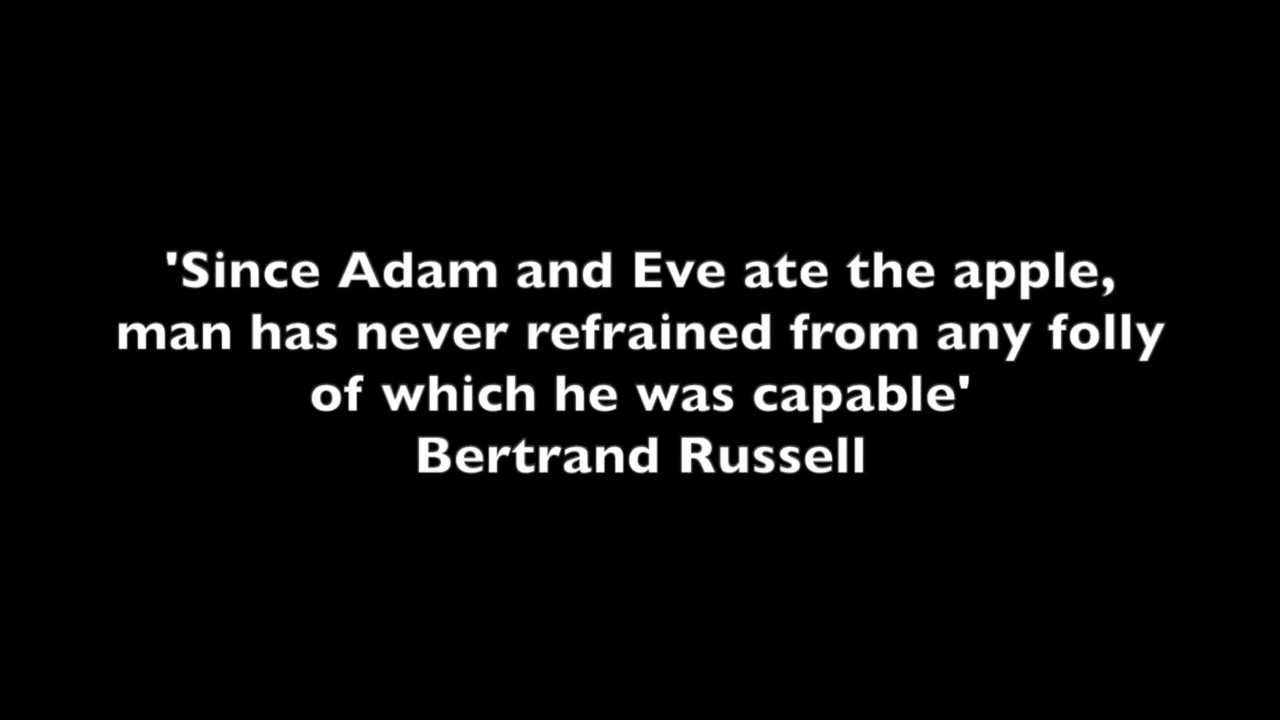 'Since Adam and Eve ate the apple,
man has never refrained from any folly
of which he was capable'
Bertrand Russell